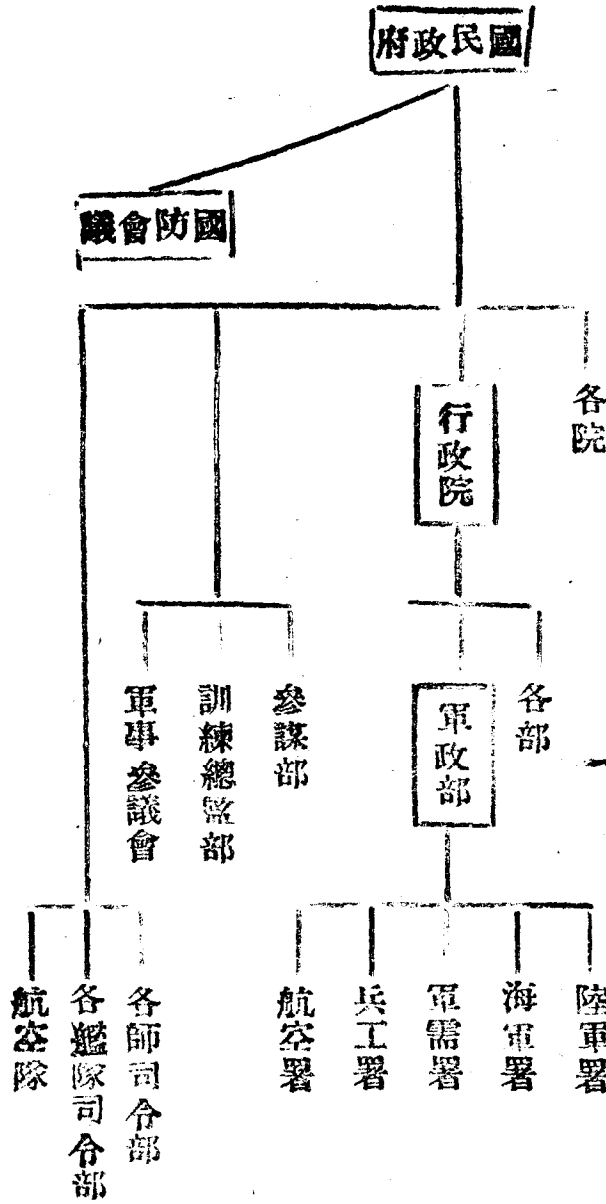 國民政府
國防會議
各院
行政院
各部
軍政部
參謀部
訓練總監部
軍事參議會
陸軍署
海軍署
軍需署
兵工署
航空署
各師司令部
各艦隊司令部
航空隊